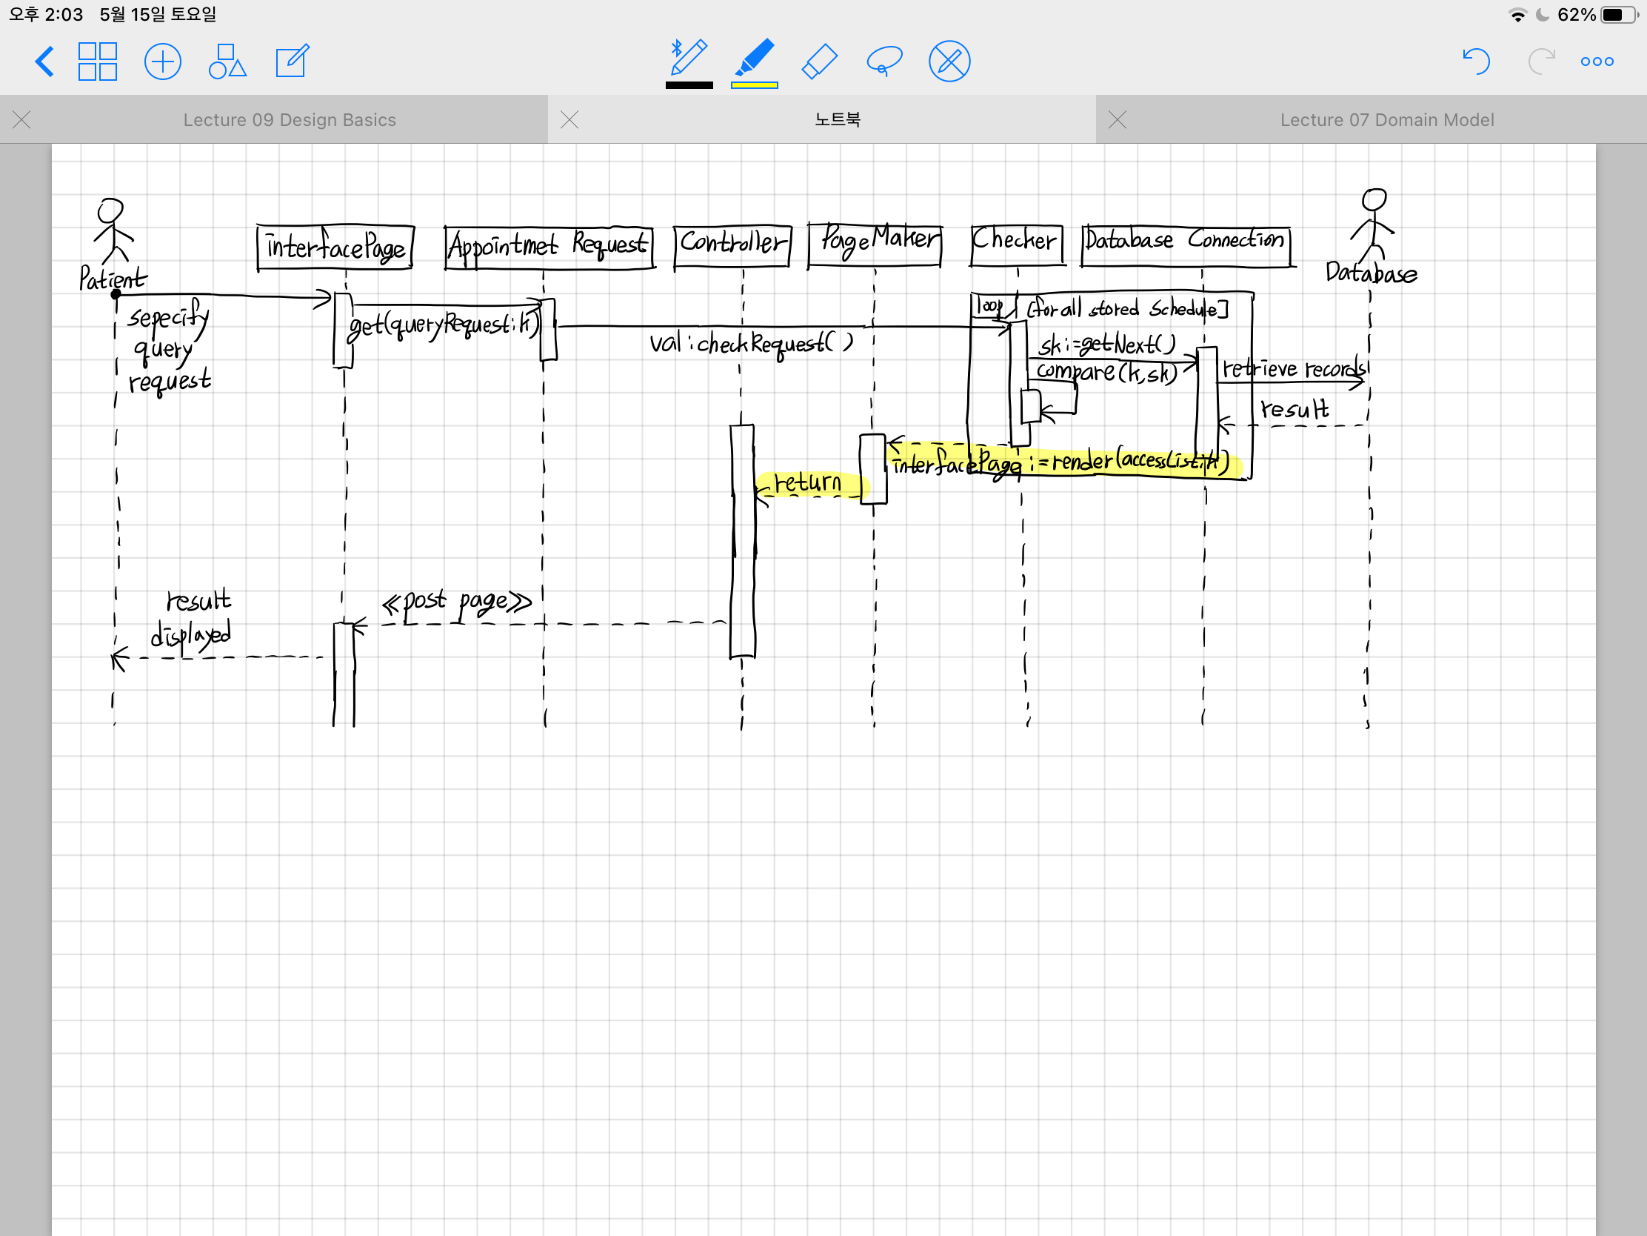 오후 2:03 5월 15일 토요일
62%
Lecture 09 Design Basics
노트북
Lecture 07 Domain Model
Patient
interfacePage
Appointmet Request
Controller
PageMaker
Checker
Database Connection
Database
sepecify
query
request
get(queryRequest:k)
val:checkRequest()
loop [for all stored Schedule]
sk:=getNext()
compare(k,sk)
retrieve records
result
interfacePage:=render(accessList:k)
return
≪post page≫
result
displayed